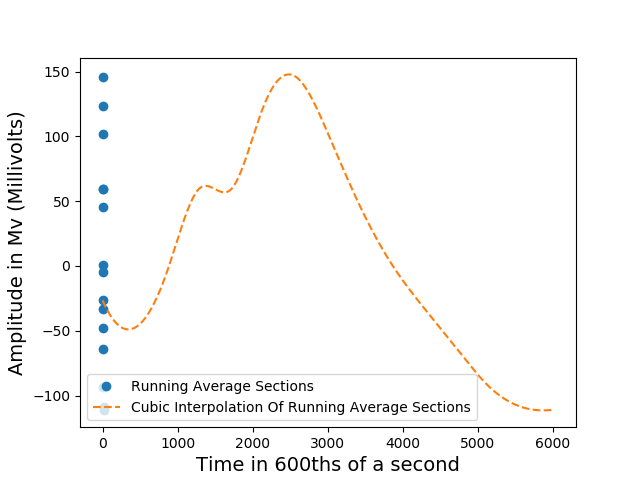 Amplitude in Mv (Millivolts)
150
100
50
0
−50
−100
Running Average Sections
Cubic Interpolation Of Running Average Sections
0 1000 2000 3000 4000 5000 6000
Time in 600ths of a second